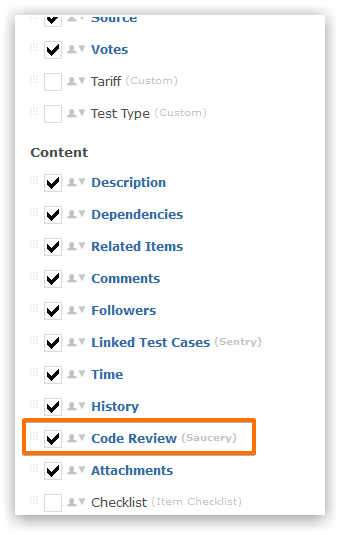 Source
Votes
Tariff (Custom)
Test Type (Custom)
Content
Description
Dependencies
Related Items
Comments
Followers
Linked Test Cases (Sentry)
Time
History
Code Review (Saucery)
Attachments
Checklist (Item Checklist)